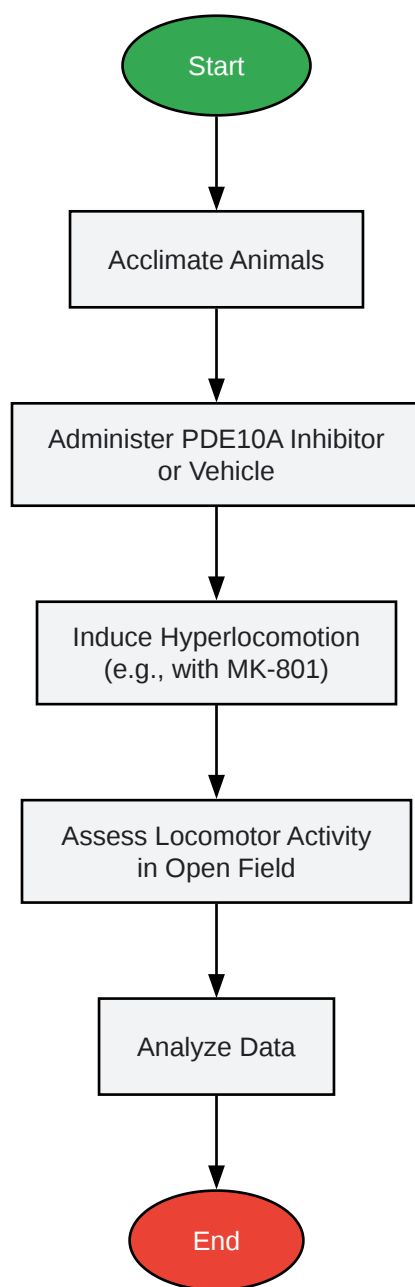 Start
Acclimate Animals
Administer PDE10A Inhibitor
or Vehicle
Induce Hyperlocomotion
(e.g., with MK-801)
Assess Locomotor Activity
in Open Field
Analyze Data
End